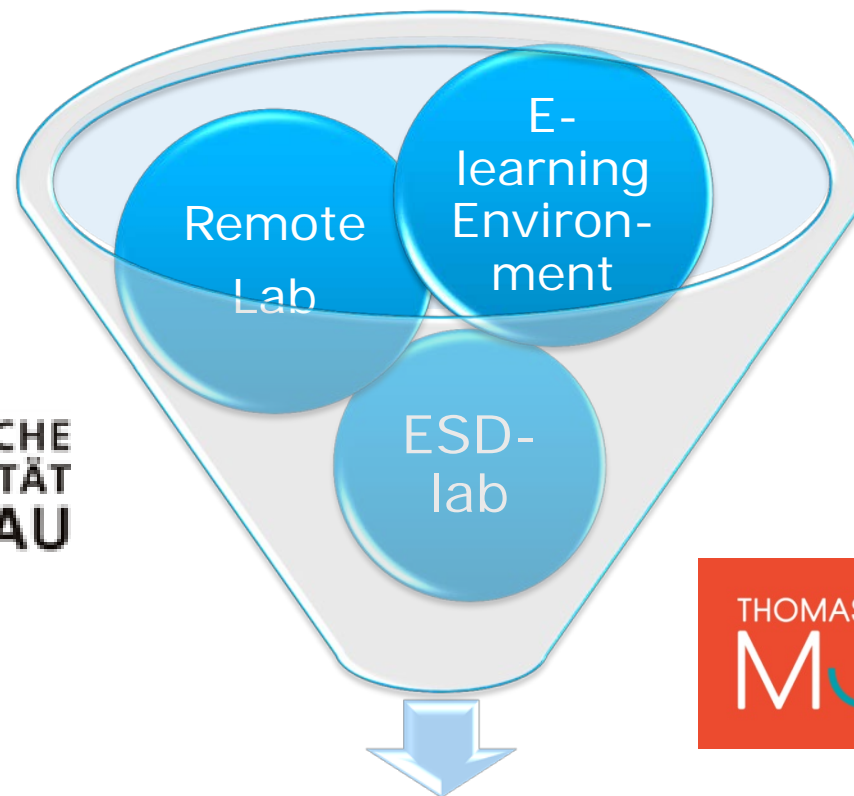 E-
learning
Environ-
ment
Remote
Lab
ESD-
lab
CHE
TÄT
AU
THOMAS